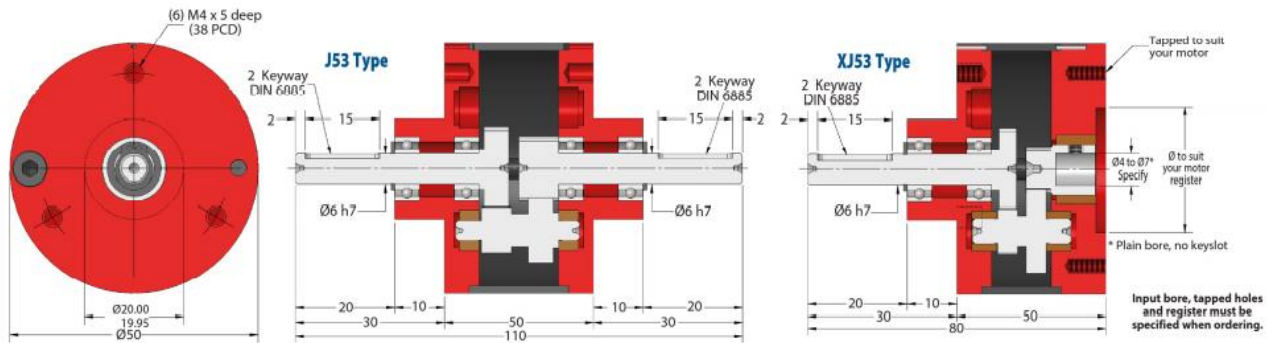 (6) M4 x 5 deep
(38 PCD)
Ø20.00
19.95
Ø50
J53 Type
2 Keyway
DIN 6885
2
15
2 Keyway
DIN 6885
15
2
Ø6 h7
Ø6 h7
20
10
10
20
30
50
30
110
XJ53 Type
2 Keyway
DIN 6885
2
15
Ø6 h7
Tapped to suit
your motor
Ø4 to Ø7*
Specify
Ø to suit
your motor
register
* Plain bore, no keyslot
20
10
30
50
80
Input bore, tapped holes
and register must be
specified when ordering.